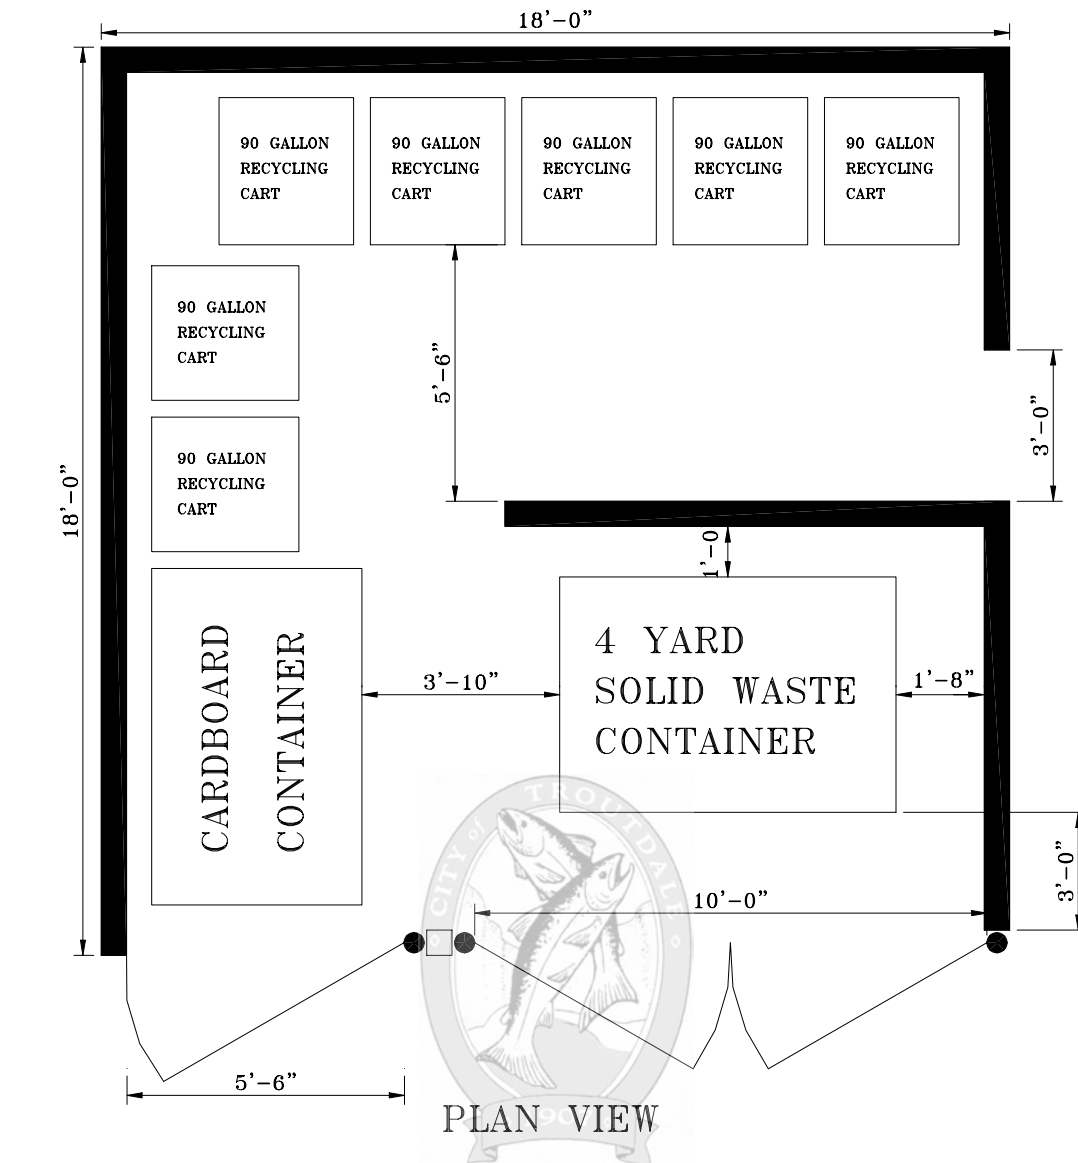 18'-0"
90 GALLON
RECYCLING
CART
90 GALLON
RECYCLING
CART
90 GALLON
RECYCLING
CART
90 GALLON
RECYCLING
CART
90 GALLON
RECYCLING
CART
90 GALLON
RECYCLING
CART
5'-6"
3'-0"
90 GALLON
RECYCLING
CART
18'-0"
1'-0
CARDBOARD
CONTAINER
4 YARD
SOLID WASTE
CONTAINER
3'-10"
1'-8"
CITY of TROUTDALE
3'-0"
10'-0"
5'-6"
PLAN VIEW